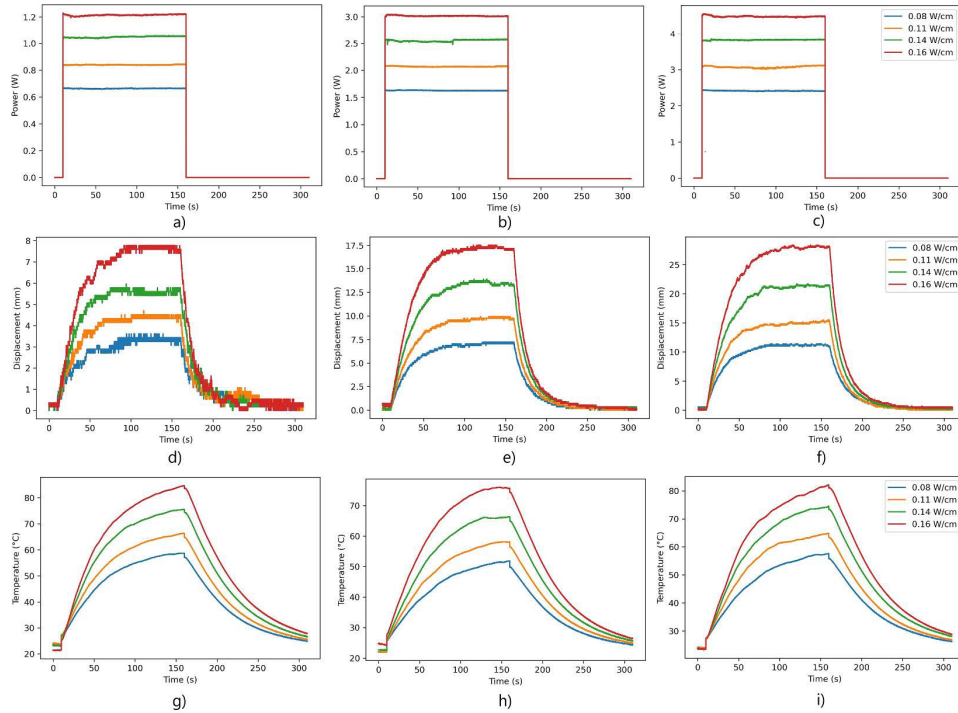 1.2
1.0
0.8
0.6
0.4
0.2
0.0
Power (W)
0 50 100 150 200 250 300
Time (s)
a)
3.0
2.5
2.0
1.5
1.0
0.5
0.0
Power (W)
0 50 100 150 200 250 300
Time (s)
b)
4
3
2
1
0
Power (W)
0.08 W/cm
0.11 W/cm
0.14 W/cm
0.16 W/cm
0 50 100 150 200 250 300
Time (s)
c)
8
7
6
5
4
3
2
1
0
Displacement (mm)
0 50 100 150 200 250 300
Time (s)
d)
17.5
15.0
12.5
10.0
7.5
5.0
2.5
0.0
Displacement (mm)
0 50 100 150 200 250 300
Time (s)
e)
25
20
15
10
5
0
Displacement (mm)
0.08 W/cm
0.11 W/cm
0.14 W/cm
0.16 W/cm
0 50 100 150 200 250 300
Time (s)
f)
80
70
60
50
40
30
20
Temperature (°C)
0 50 100 150 200 250 300
Time (s)
g)
70
60
50
40
30
20
Temperature (°C)
0 50 100 150 200 250 300
Time (s)
h)
80
70
60
50
40
30
Temperature (°C)
0.08 W/cm
0.11 W/cm
0.14 W/cm
0.16 W/cm
0 50 100 150 200 250 300
Time (s)
i)